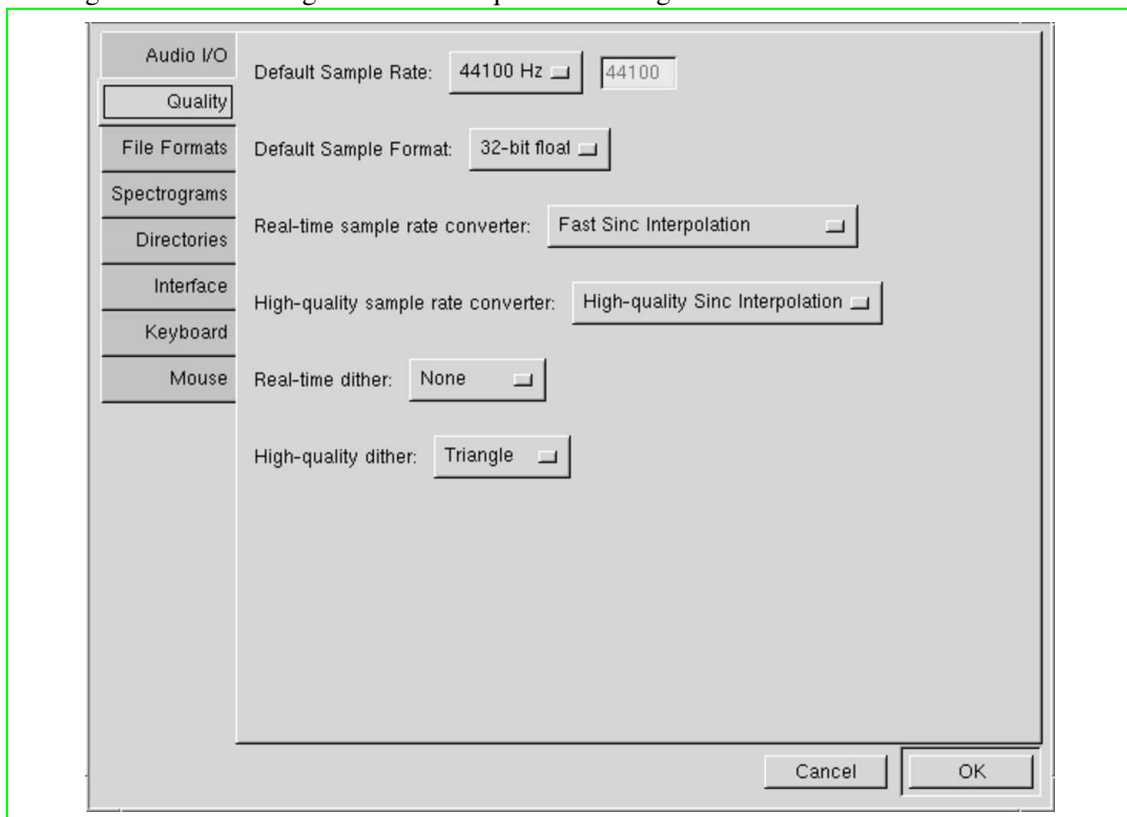 Audio I/O
Quality
File Formats
Spectrograms
Directories
Interface
Keyboard
Mouse
Default Sample Rate: 44100 Hz 44100
Default Sample Format: 32-bit float
Real-time sample rate converter: Fast Sinc Interpolation
High-quality sample rate converter: High-quality Sinc Interpolation
Real-time dither: None
High-quality dither: Triangle
Cancel OK